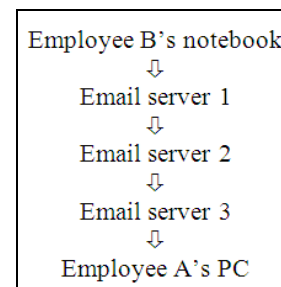 Employee B’s notebook
⇩
Email server 1
⇩
Email server 2
⇩
Email server 3
⇩
Employee A’s PC